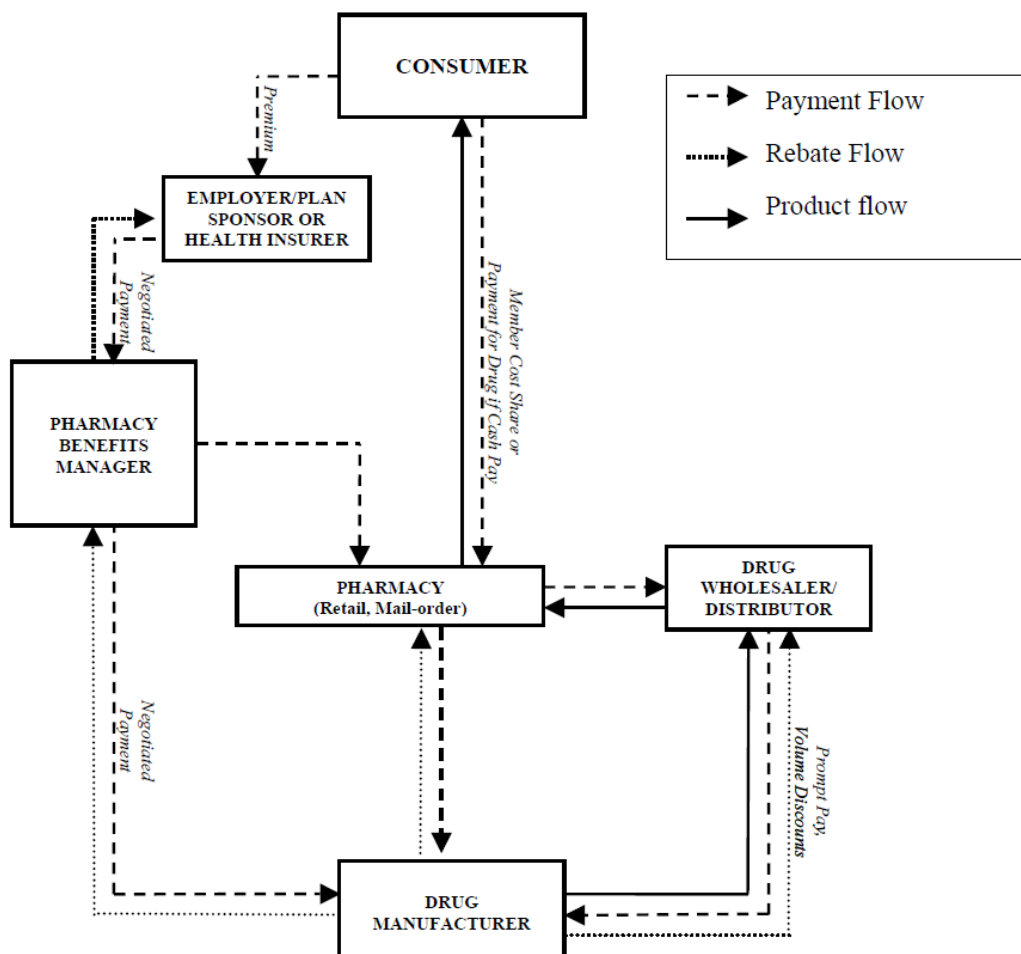 CONSUMER
Payment Flow
Rebate Flow
Product flow
Premium
EMPLOYER/PLAN
SPONSOR OR
HEALTH INSURER
Negotiated
Payment
Member Cost Share or
Payment for Drug if Cash Pay
PHARMACY
BENEFITS
MANAGER
PHARMACY
(Retail, Mail-order)
DRUG
WHOLESALER/
DISTRIBUTOR
Negotiated
Payment
Prompt Pay,
Volume Discounts
DRUG
MANUFACTURER